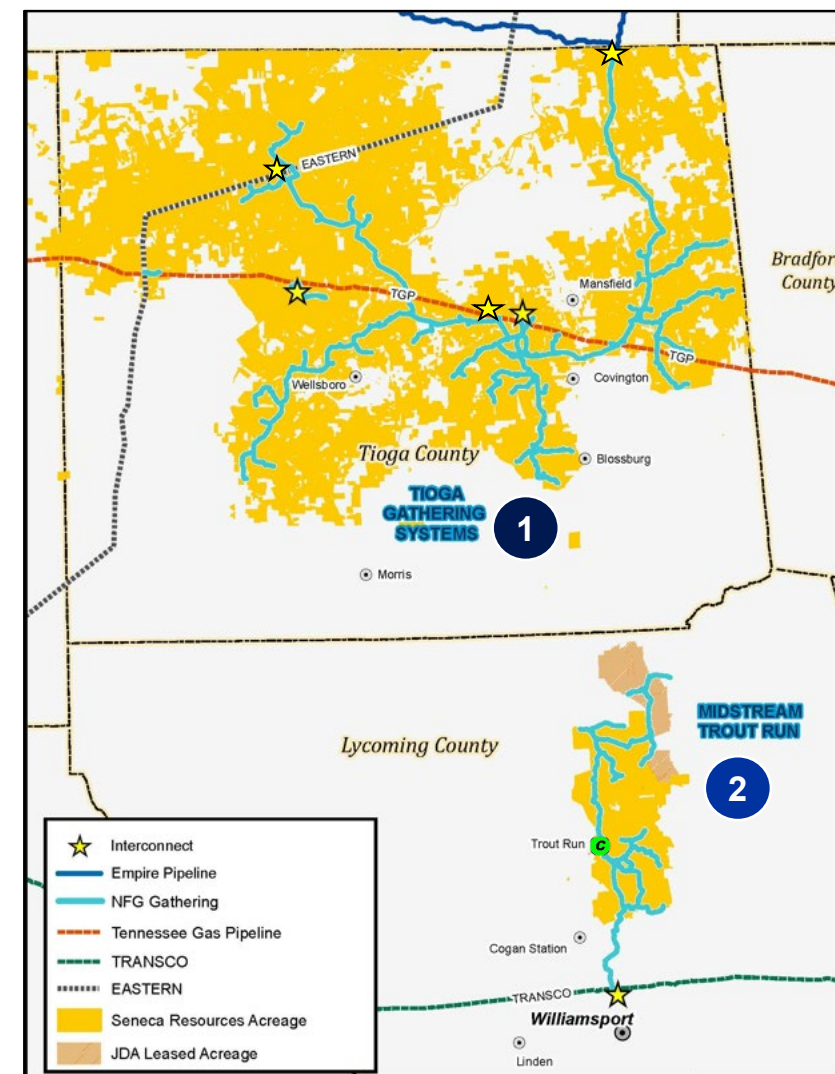 EASTERN
Bradfor
County
Mansfield
TGP
TGP
Wellsboro
Covington
Tioga County
Blossburg
TIOGA
GATHERING
SYSTEMS
1
Morris
MIDSTREAM
TROUT RUN
Lycoming County
2
Trout Run
C
Cogan Station
TRANSCO
Williamsport
Linden
Interconnect
Empire Pipeline
NFG Gathering
Tennessee Gas Pipeline
TRANSCO
EASTERN
Seneca Resources Acreage
JDA Leased Acreage